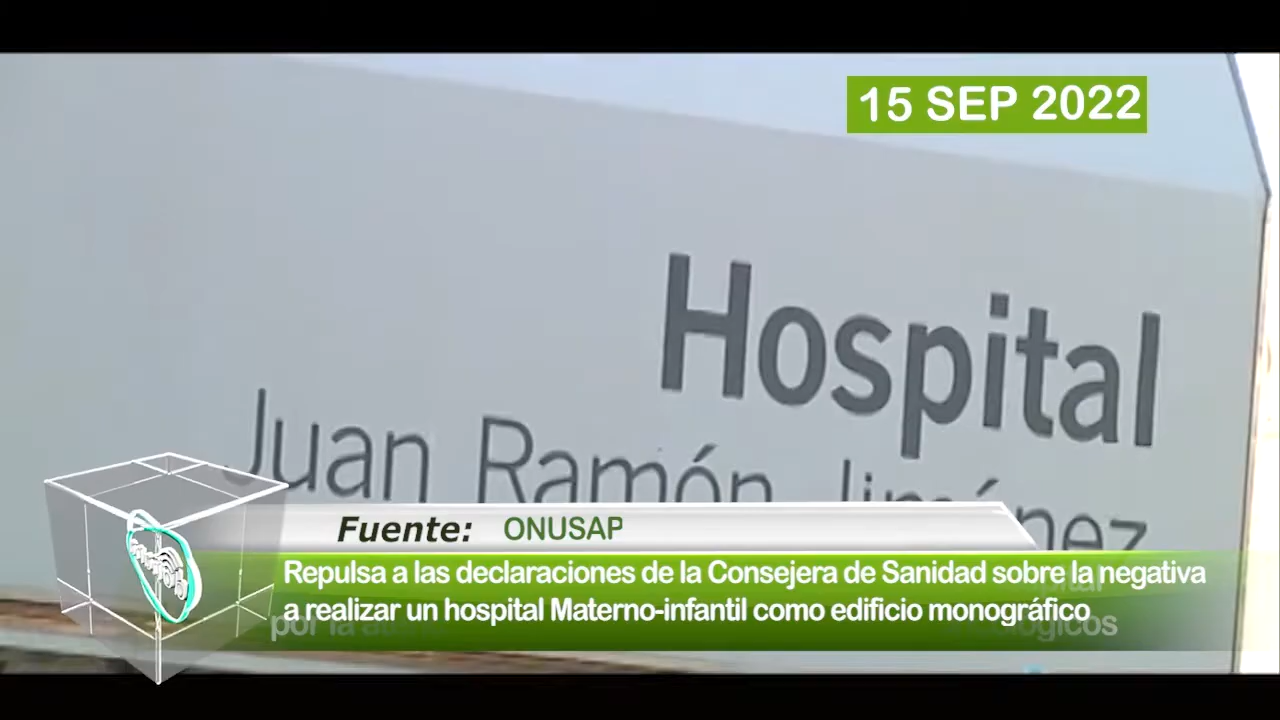 15 SEP 2022
Hospital
Juan Ramón Jiménez
Fuente: ONUSAP
Repulsa a las declaraciones de la Consejera de Sanidad sobre la negativa
a realizar un hospital Materno-infantil como edificio monográfico